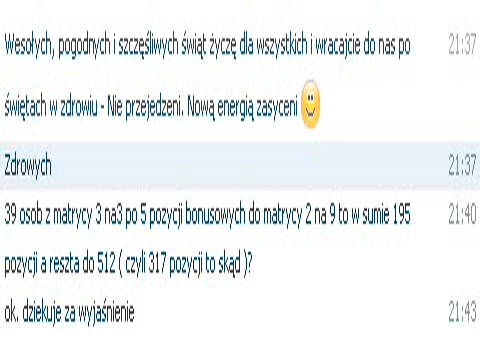 Wesołych, pogodnych i szczęśliwych świąt życzę dla wszystkich i wracajcie do nas po 21:37
świętach w zdrowiu - Nie przejedzeni. Nową energią zasyceni
Zdrowych 21:37
39 osob z matrycy 3 na3 po 5 pozycji bonusowych do matrycy 2 na 9 to w sumie 195 21:40
pozycji a reszta do 512 ( czyli 317 pozycji to skąd )?
ok. dziekuje za wyjaśnienie 21:43